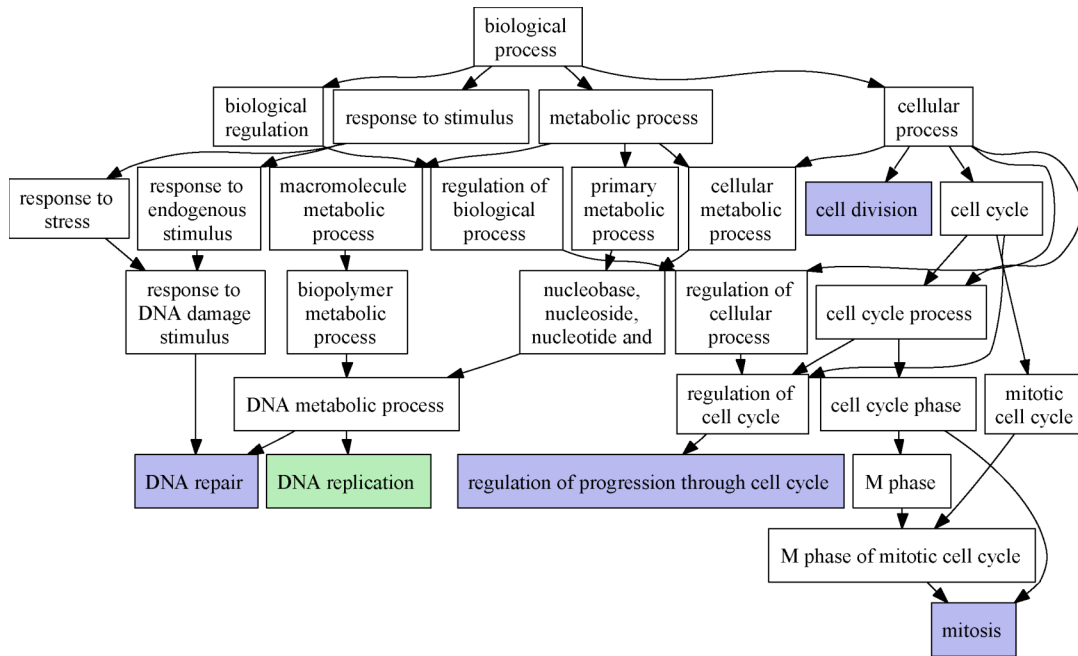 biological
process
biological
regulation
response to stimulus
metabolic process
cellular
process
response to
stress
response to
endogenous
stimulus
macromolecule
metabolic
process
regulation of
biological
process
primary
metabolic
process
cellular
metabolic
process
cell division
cell cycle
response to
DNA damage
stimulus
biopolymer
metabolic
process
nucleobase,
nucleoside,
nucleotide and
regulation of
cellular
process
cell cycle process
DNA metabolic process
regulation of
cell cycle
cell cycle phase
mitotic
cell cycle
DNA repair
DNA replication
regulation of progression through cell cycle
M phase
M phase of mitotic cell cycle
mitosis